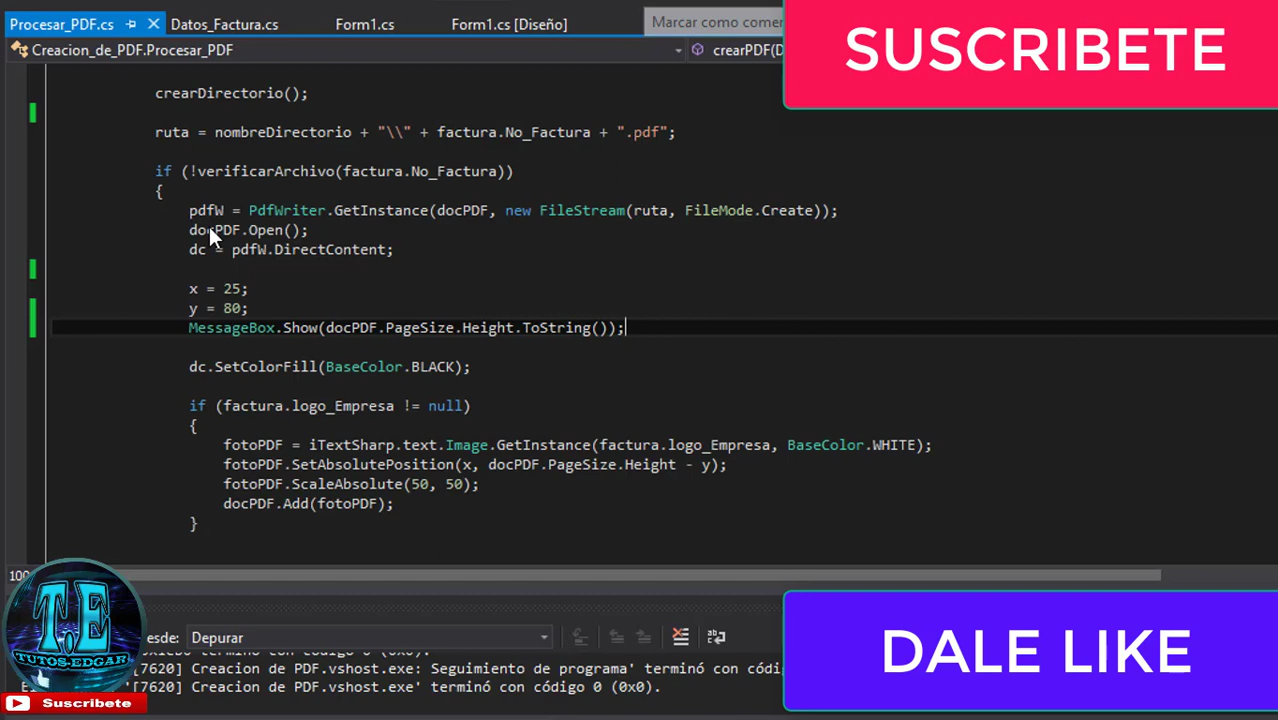 Procesar_PDF.cs
Datos_Factura.cs
Form1.cs
Form1.cs [Diseño]
Marcar como comen
SUSCRIBETE
Creacion_de_PDF.Procesar_PDF
crearPDF(D
crearDirectorio();
ruta = nombreDirectorio + "\\" + factura.No_Factura + ".pdf";
if (!verificarArchivo(factura.No_Factura))
{
pdfW = PdfWriter.GetInstance(docPDF, new FileStream(ruta, FileMode.Create));
docPDF.Open();
dc = pdfW.DirectContent;
x = 25;
y = 80;
MessageBox.Show(docPDF.PageSize.Height.ToString());
dc.SetColorFill(BaseColor.BLACK);
if (factura.logo_Empresa != null)
{
fotoPDF = iTextSharp.text.Image.GetInstance(factura.logo_Empresa, BaseColor.WHITE);
fotoPDF.SetAbsolutePosition(x, docPDF.PageSize.Height - y);
fotoPDF.ScaleAbsolute(50, 50);
docPDF.Add(fotoPDF);
}
100
desde: Depurar
DALE LIKE
'[7620] Creacion de PDF.vshost.exe: Seguimiento de programa' terminó con códig
'[7620] Creacion de PDF.vshost.exe' terminó con código 0 (0x0).
T.E
TUTOS-EDGAR
Suscribete